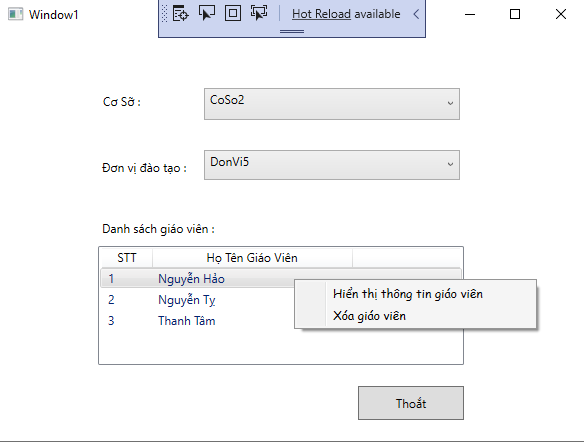 Window1
Hot Reload available
Cơ Sỡ :
CoSo2
Đơn vị đào tạo :
DonVi5
Danh sách giáo viên :
STT Họ Tên Giáo Viên
1 Nguyễn Hảo
2 Nguyễn Tỵ
3 Thanh Tâm
Hiển thị thông tin giáo viên
Xóa giáo viên
Thoắt